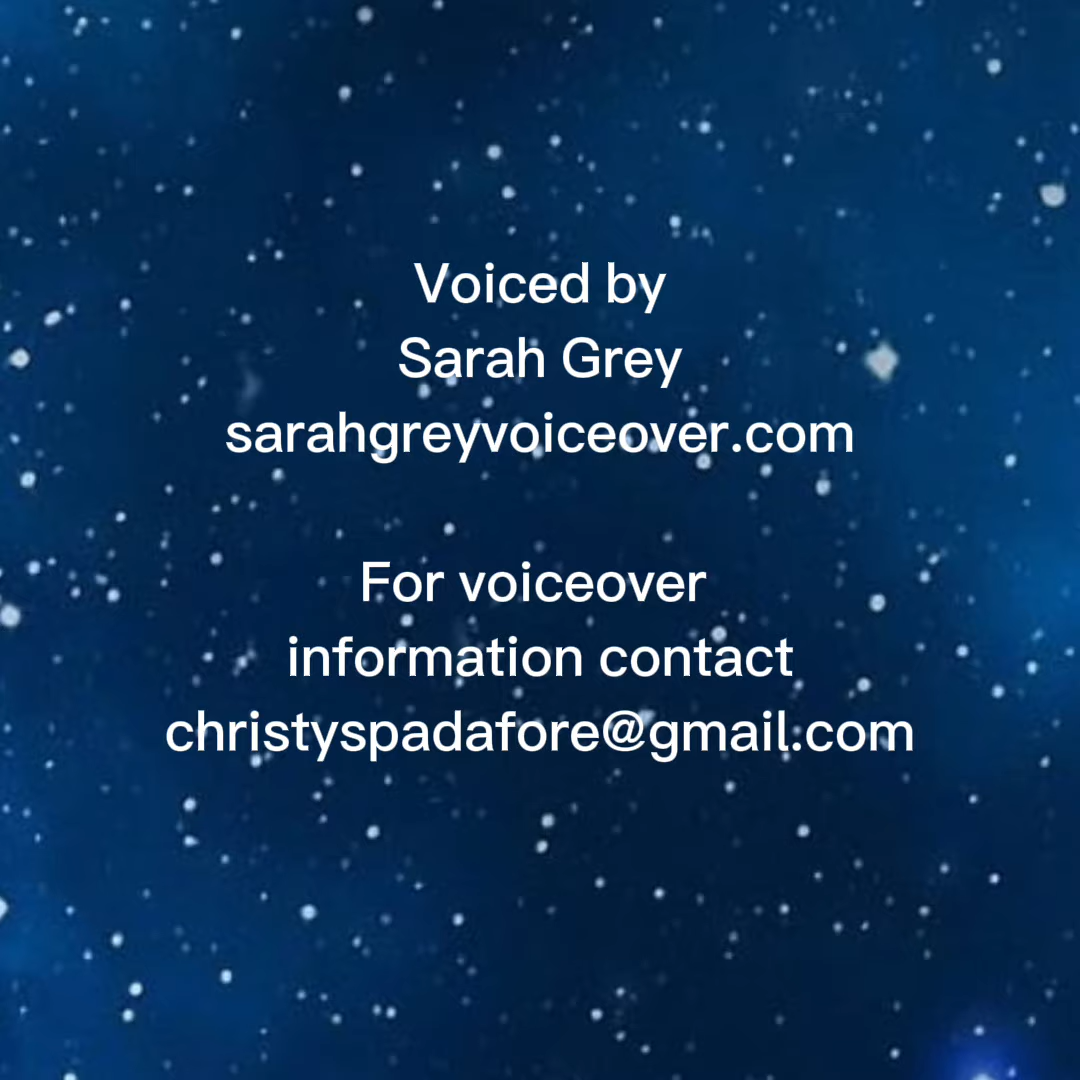 Voiced by
Sarah Grey
sarahgreyvoiceover.com
For voiceover
information contact
christyspadafore@gmail.com